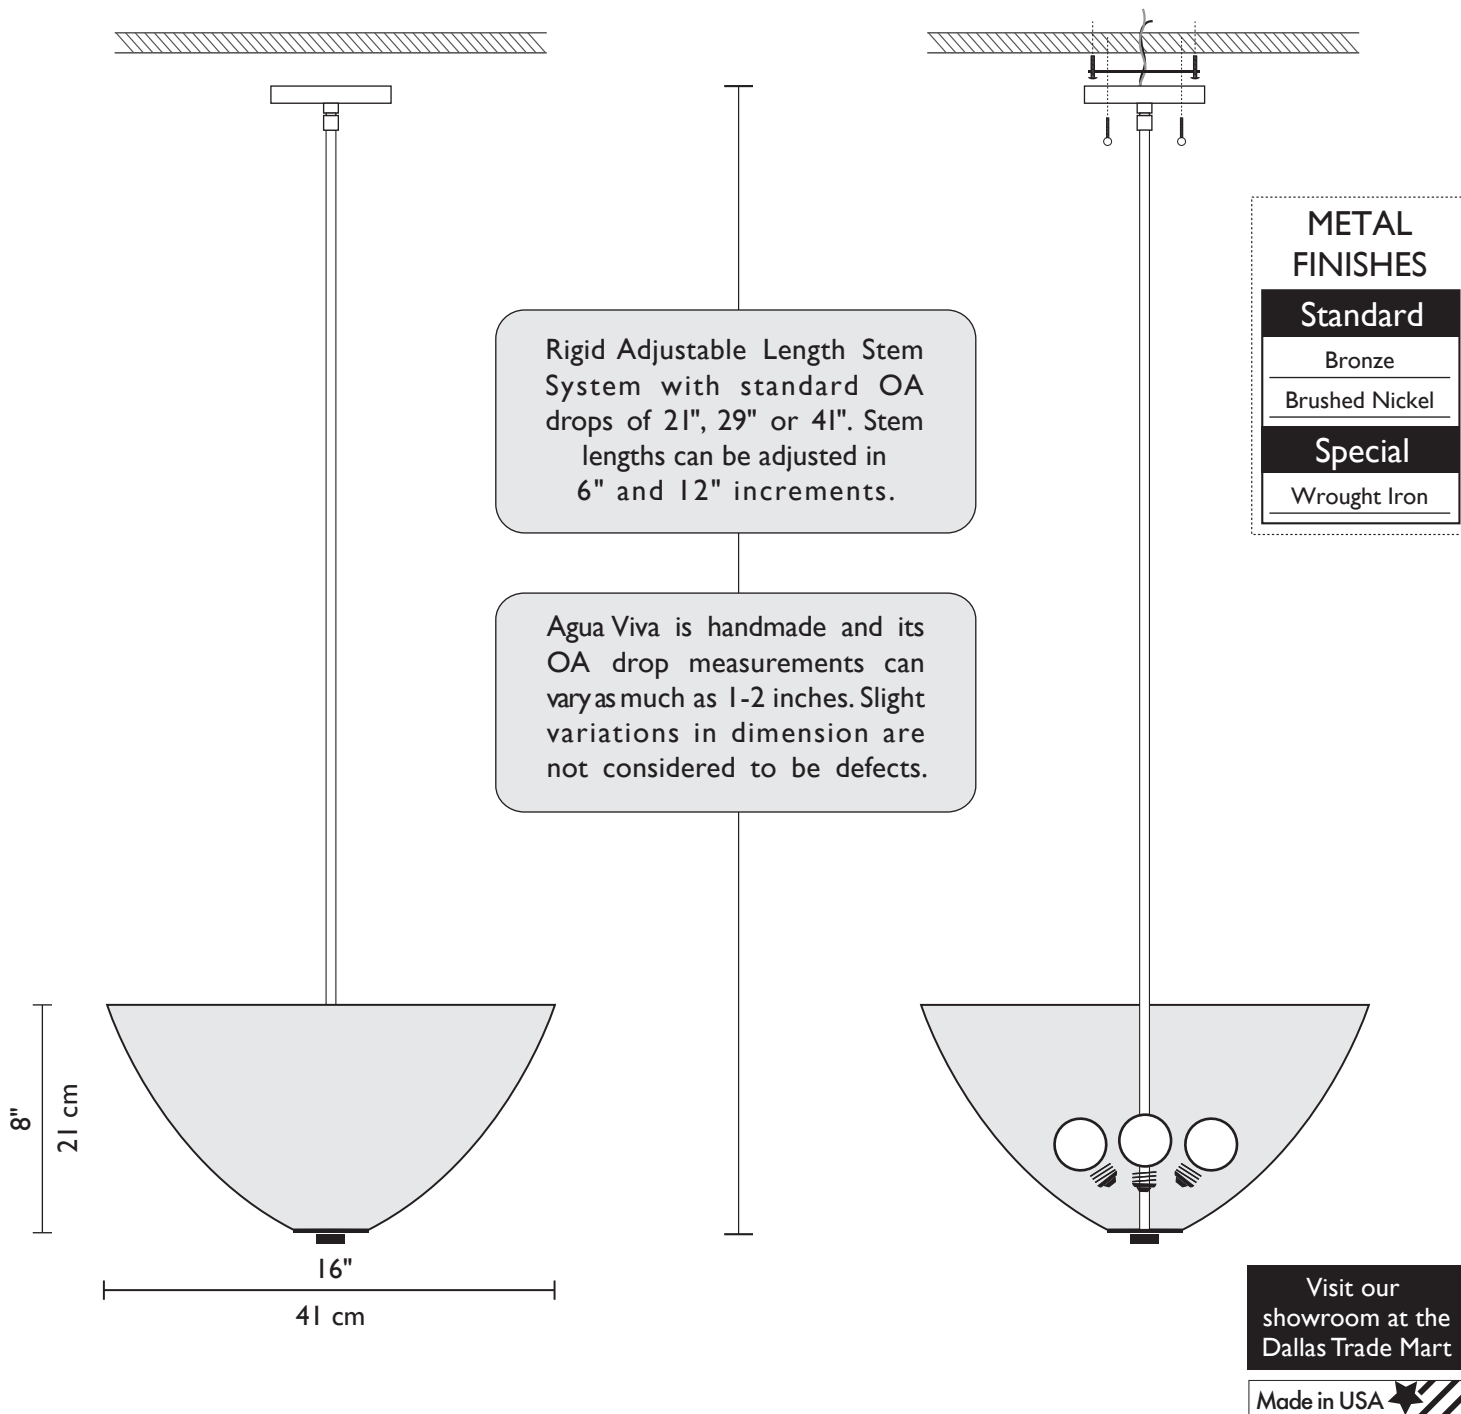 METAL
FINISHES
Standard
Bronze
Brushed Nickel
Special
Wrought Iron
Rigid Adjustable Length Stem
System with standard OA
drops of 21", 29" or 41". Stem
lengths can be adjusted in
6" and 12" increments.
Agua Viva is handmade and its
OA drop measurements can
vary as much as 1-2 inches. Slight
variations in dimension are
not considered to be defects.
8"
21 cm
16"
41 cm
Visit our
showroom at the
Dallas Trade Mart
Made in USA